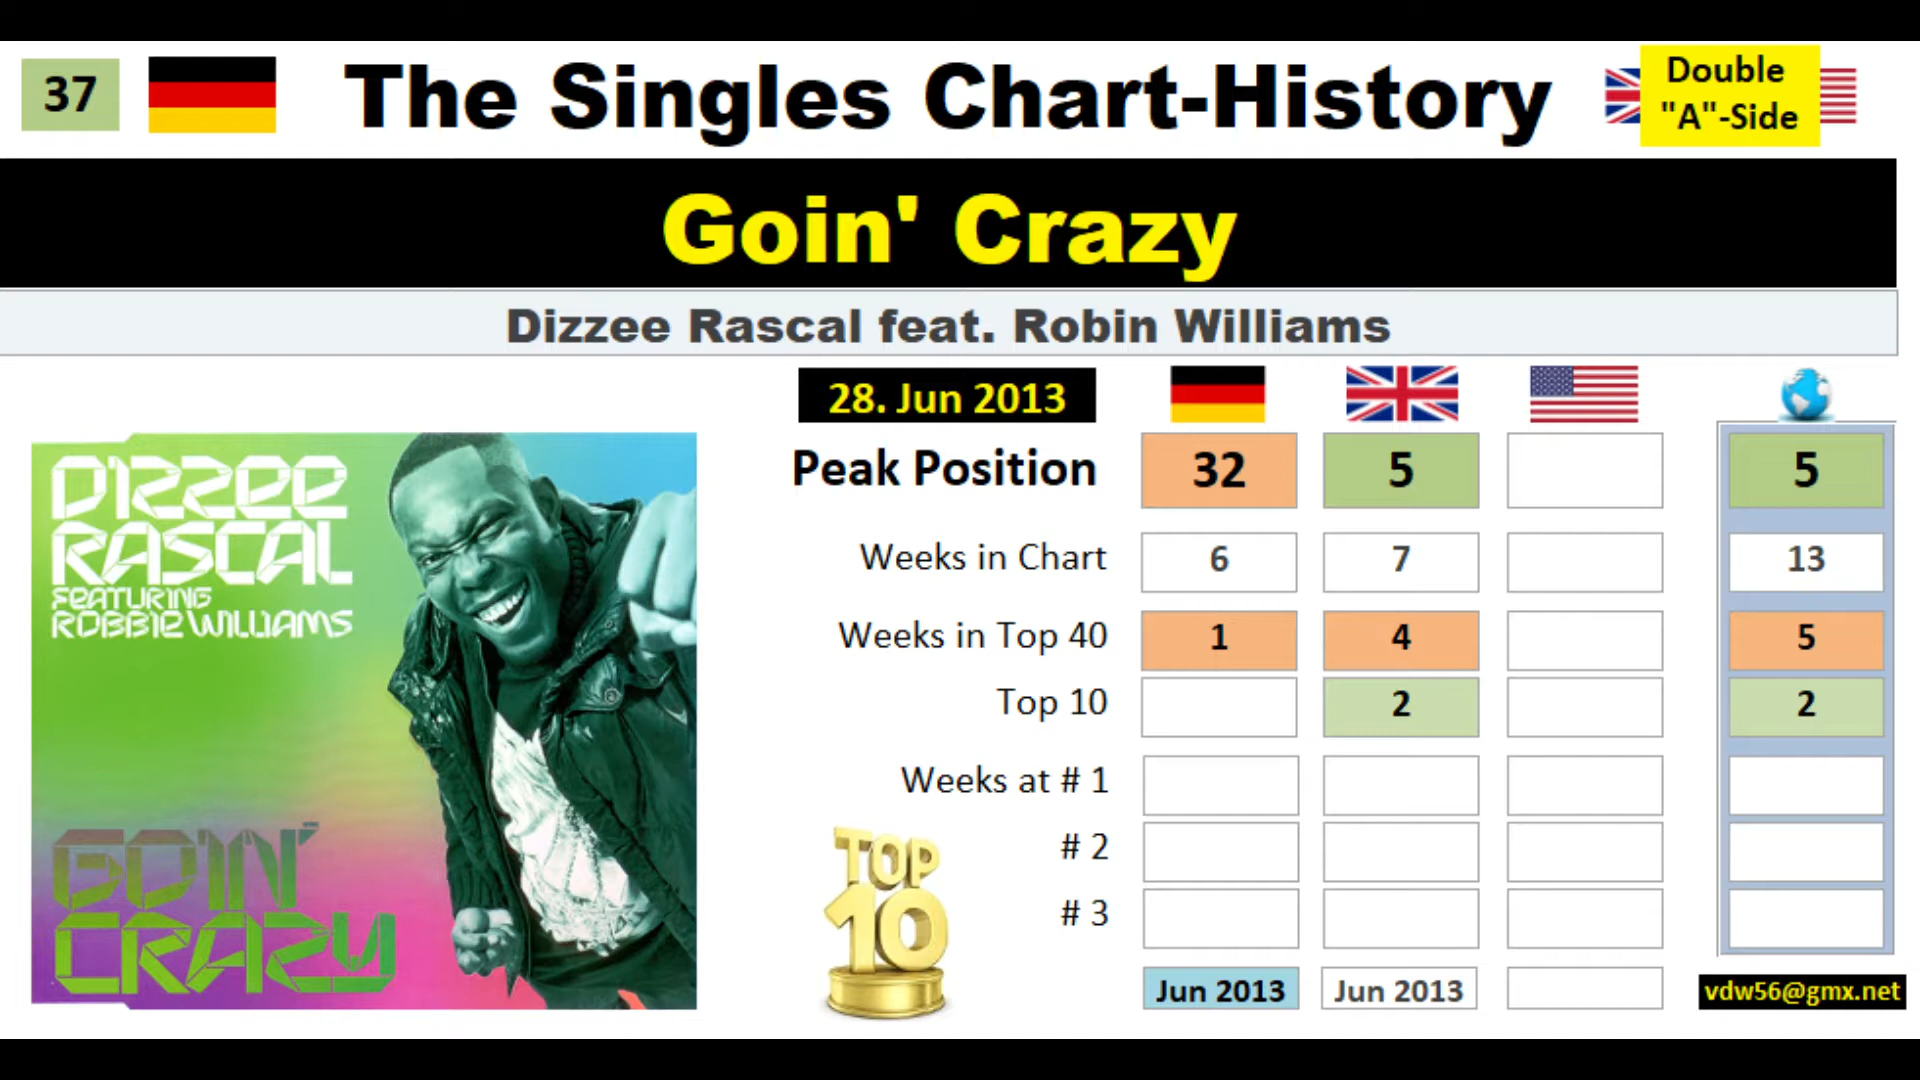 37
The Singles Chart-History
Double
"A"-Side
Goin' Crazy
Dizzee Rascal feat. Robin Williams
28. Jun 2013
Peak Position 32 5 5
Weeks in Chart 6 7 13
Weeks in Top 40 1 4 5
Top 10 2 2
Weeks at # 1
# 2
# 3
Jun 2013 Jun 2013
vdw56@gmx.net
DIZZEE
RASCAL
FEATURING
ROBBIE WILLIAMS
GOIN'
CRAZY
TOP
10